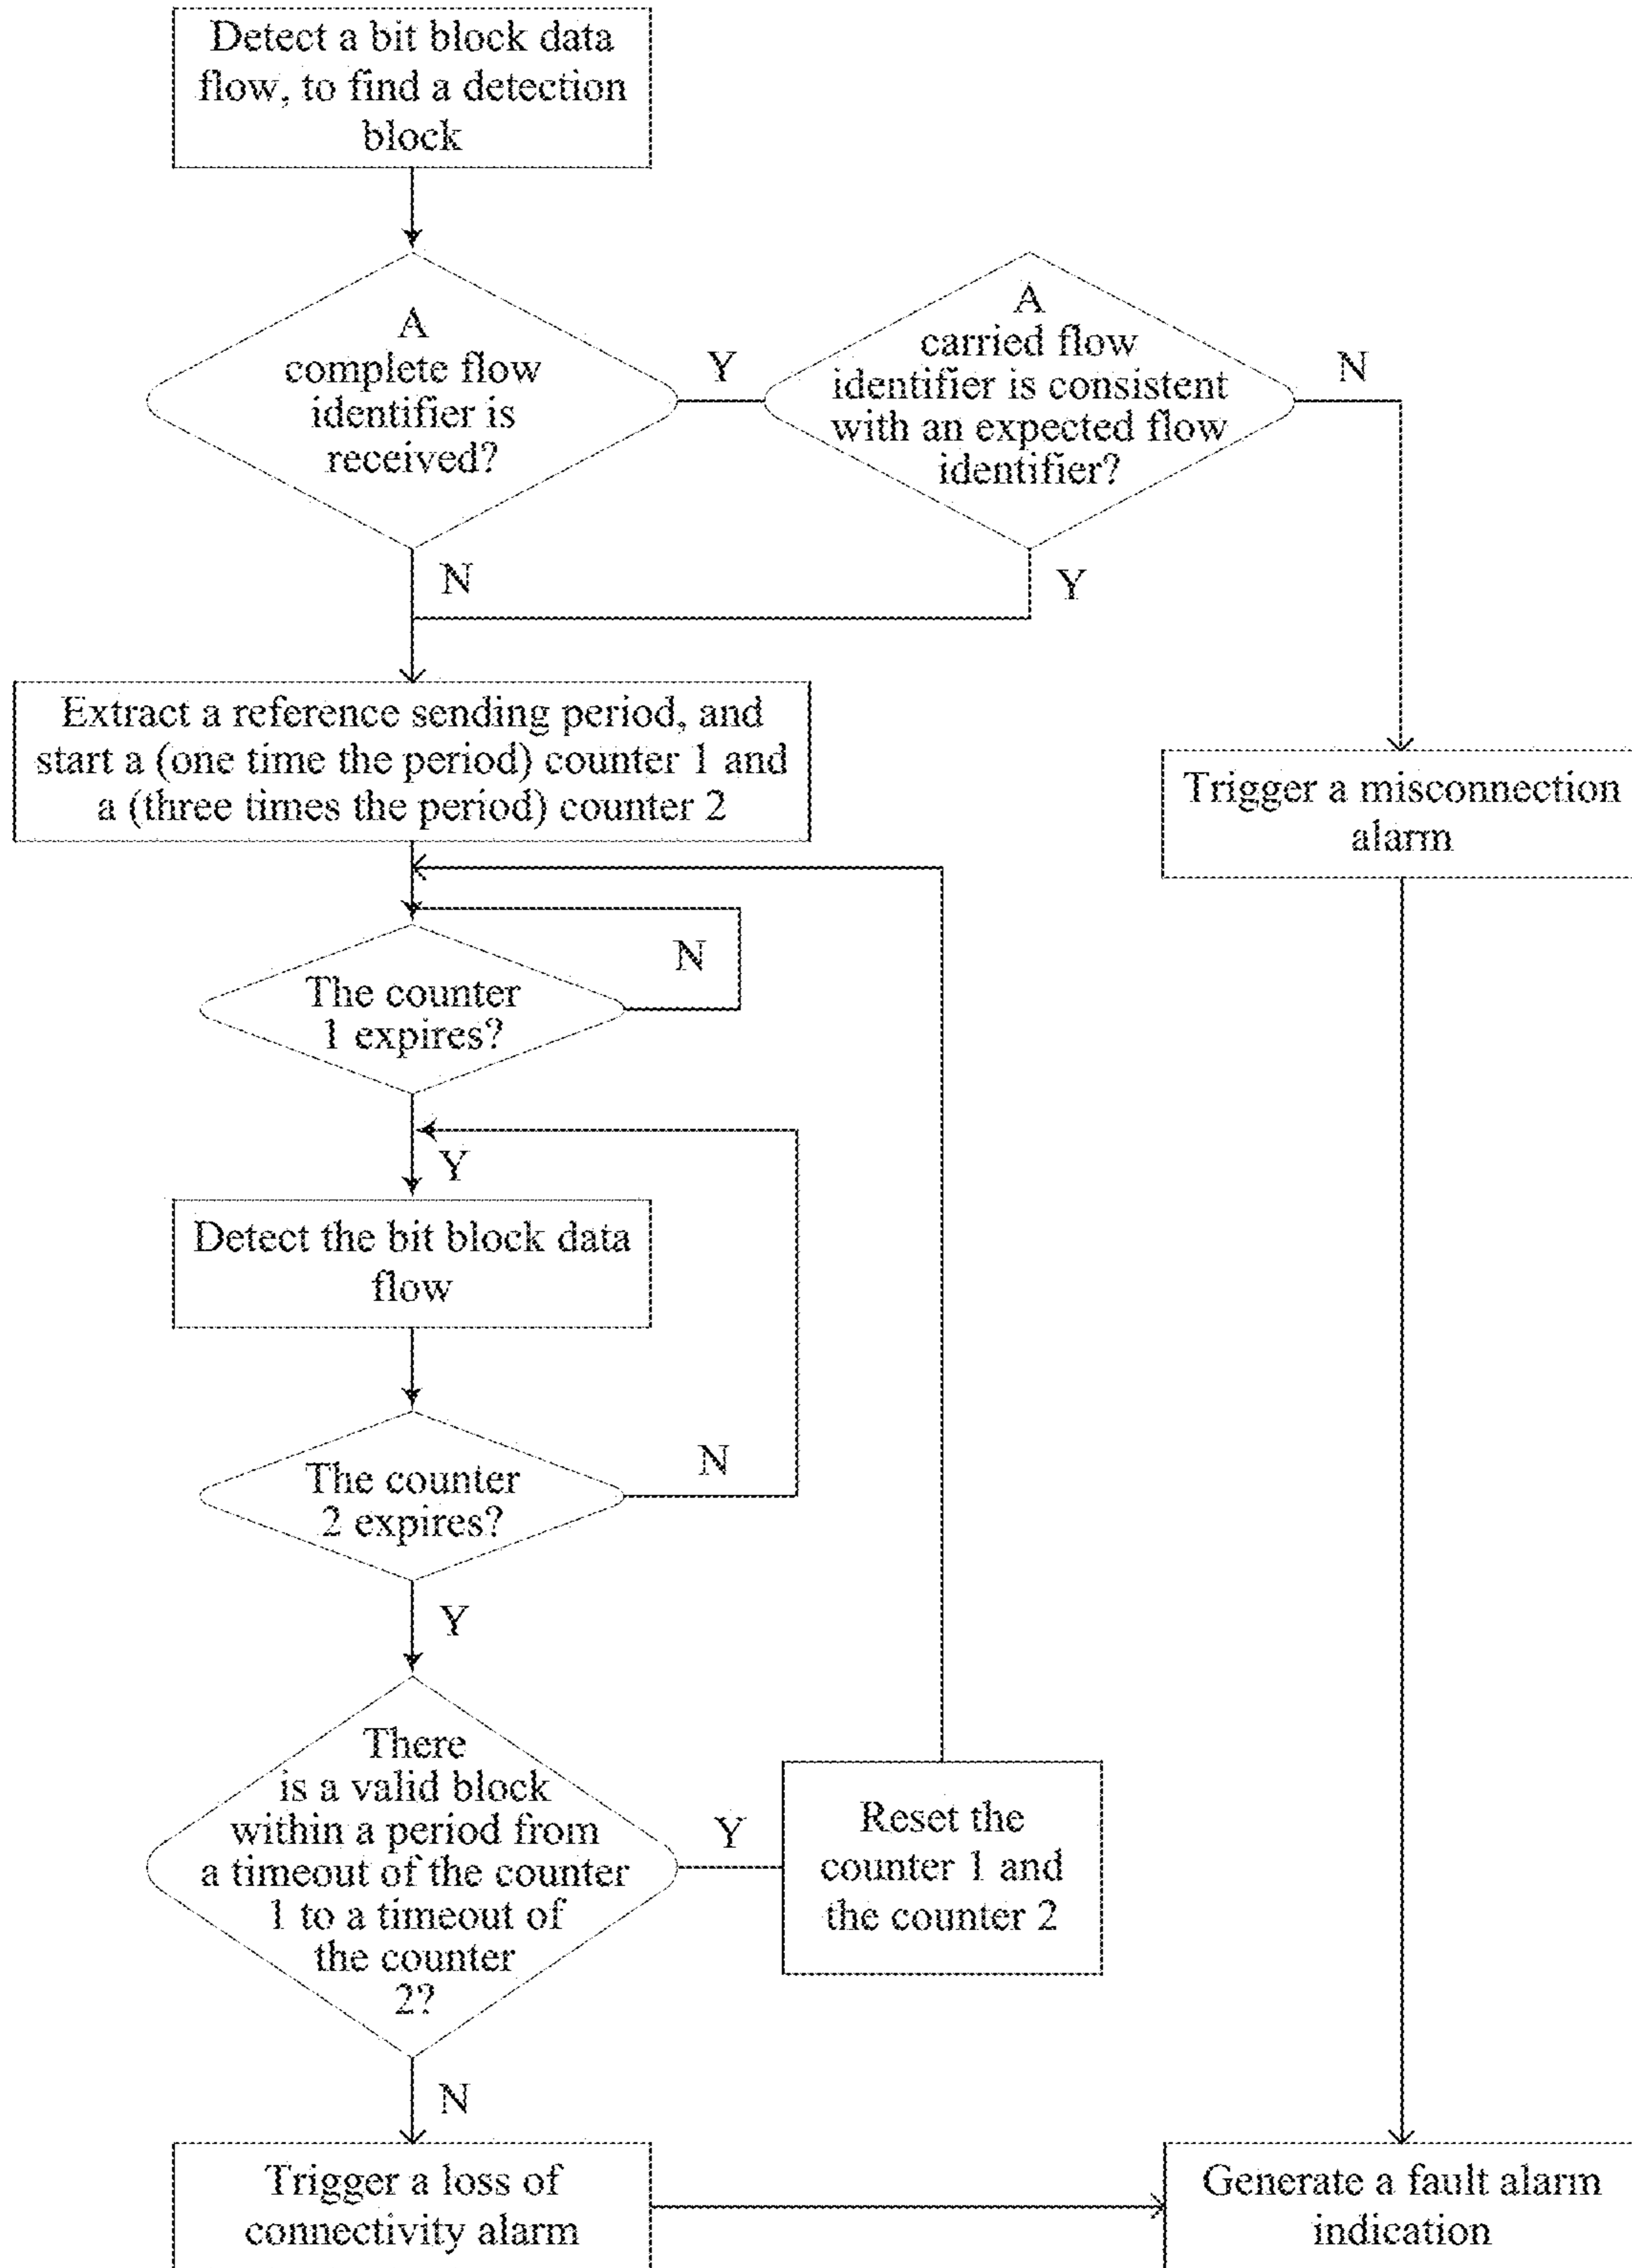 Detect a bit block data
flow, to find a detection
block
A
complete flow
identifier is
received?
Y
A
carried flow
identifier is consistent
with an expected flow
identifier?
N
N
Y
Extract a reference sending period, and
start a (one time the period) counter 1 and
a (three times the period) counter 2
Trigger a misconnection
alarm
The counter
1 expires?
N
Y
Detect the bit block data
flow
The counter
2 expires?
N
Y
There
is a valid block
within a period from
a timeout of the counter
1 to a timeout of
the counter
2?
Y
Reset the
counter 1 and
the counter 2
N
Trigger a loss of
connectivity alarm
Generate a fault alarm
indication